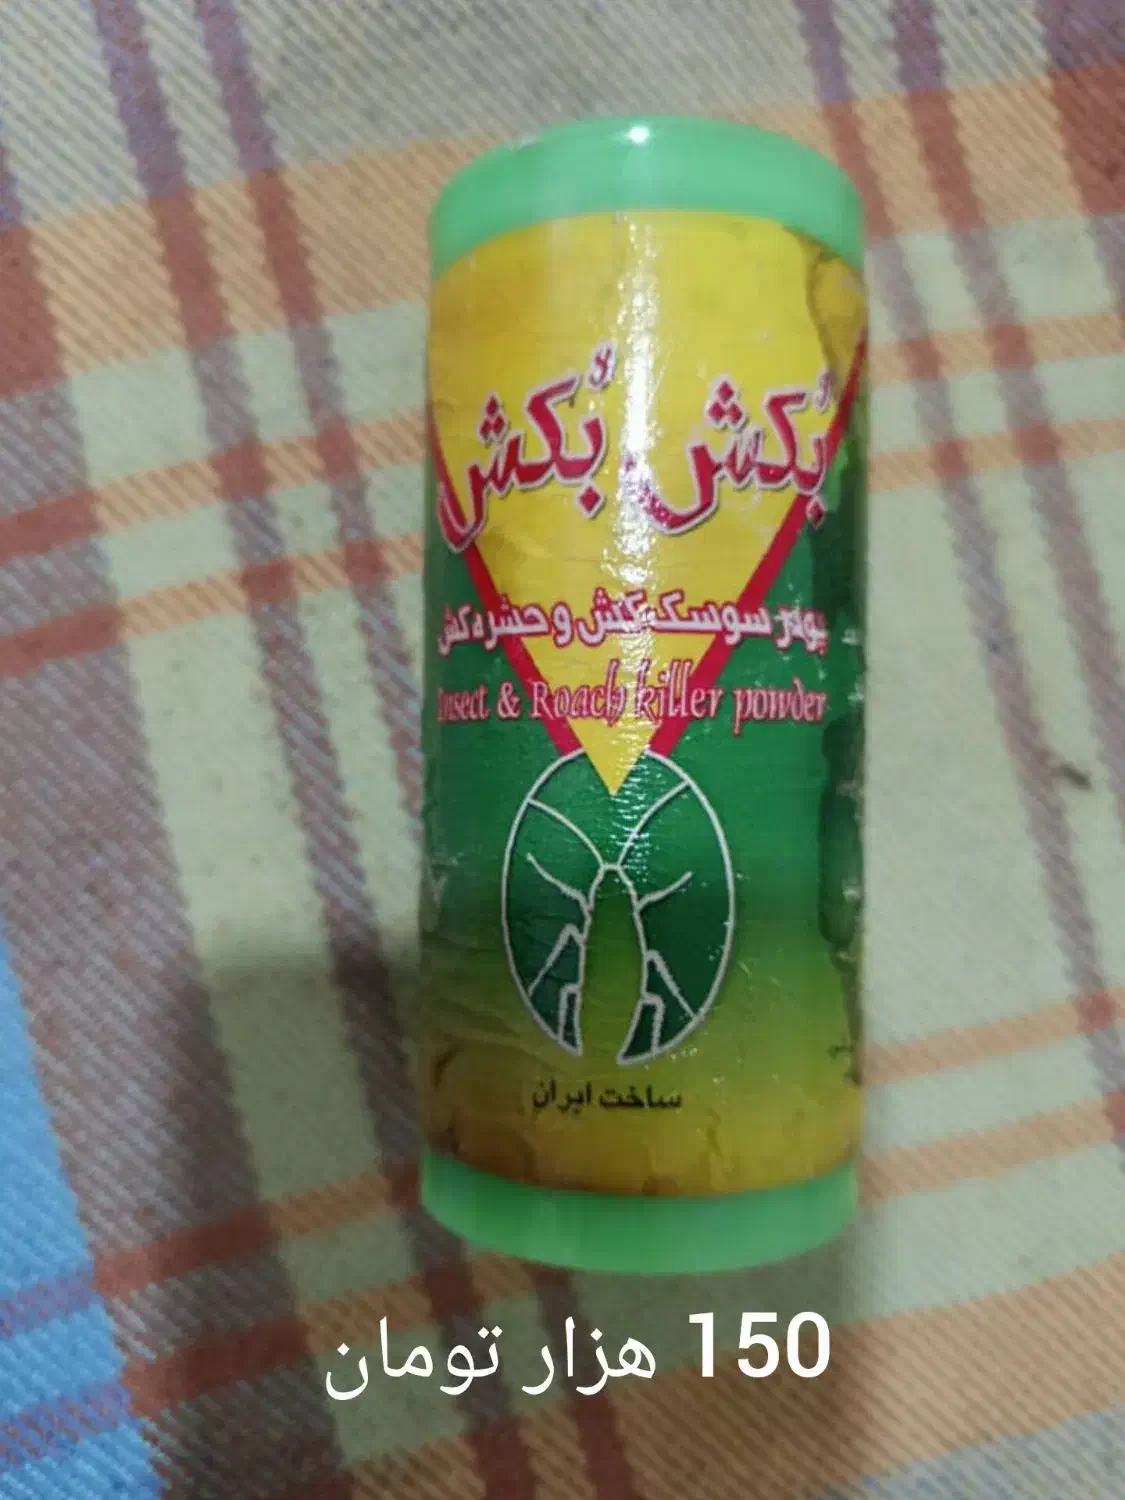 بُکش بُکش
پودر سوسک کش و حشره کش
Insect & Roach killer powder
ساخت ایران
150 هزار تومان